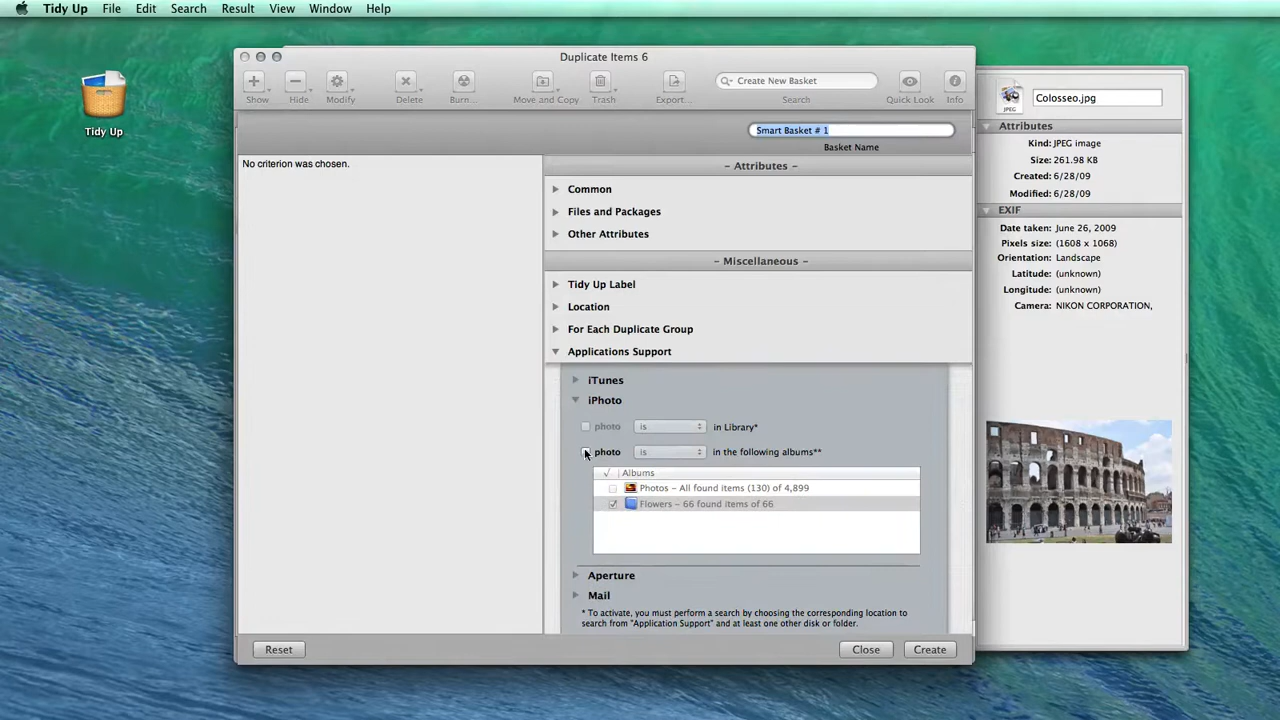 Tidy Up File Edit Search Result View Window Help
Tidy Up
Duplicate Items 6
Show Hide Modify Delete Burn... Move and Copy Trash Export... Create New Basket Search Quick Look Info
Smart Basket # 1
Basket Name
No criterion was chosen.
– Attributes –
Common
Files and Packages
Other Attributes
– Miscellaneous –
Tidy Up Label
Location
For Each Duplicate Group
Applications Support
iTunes
iPhoto
photo is in Library*
photo is in the following albums**
√ Albums
Photos – All found items (130) of 4,899
Flowers – 66 found items of 66
Aperture
Mail
* To activate, you must perform a search by choosing the corresponding location to
search from "Application Support" and at least one other disk or folder.
Reset Close Create
JPEG
Colosseo.jpg
Attributes
Kind: JPEG image
Size: 261.98 KB
Created: 6/28/09
Modified: 6/28/09
EXIF
Date taken: June 26, 2009
Pixels size: (1608 x 1068)
Orientation: Landscape
Latitude: (unknown)
Longitude: (unknown)
Camera: NIKON CORPORATION,